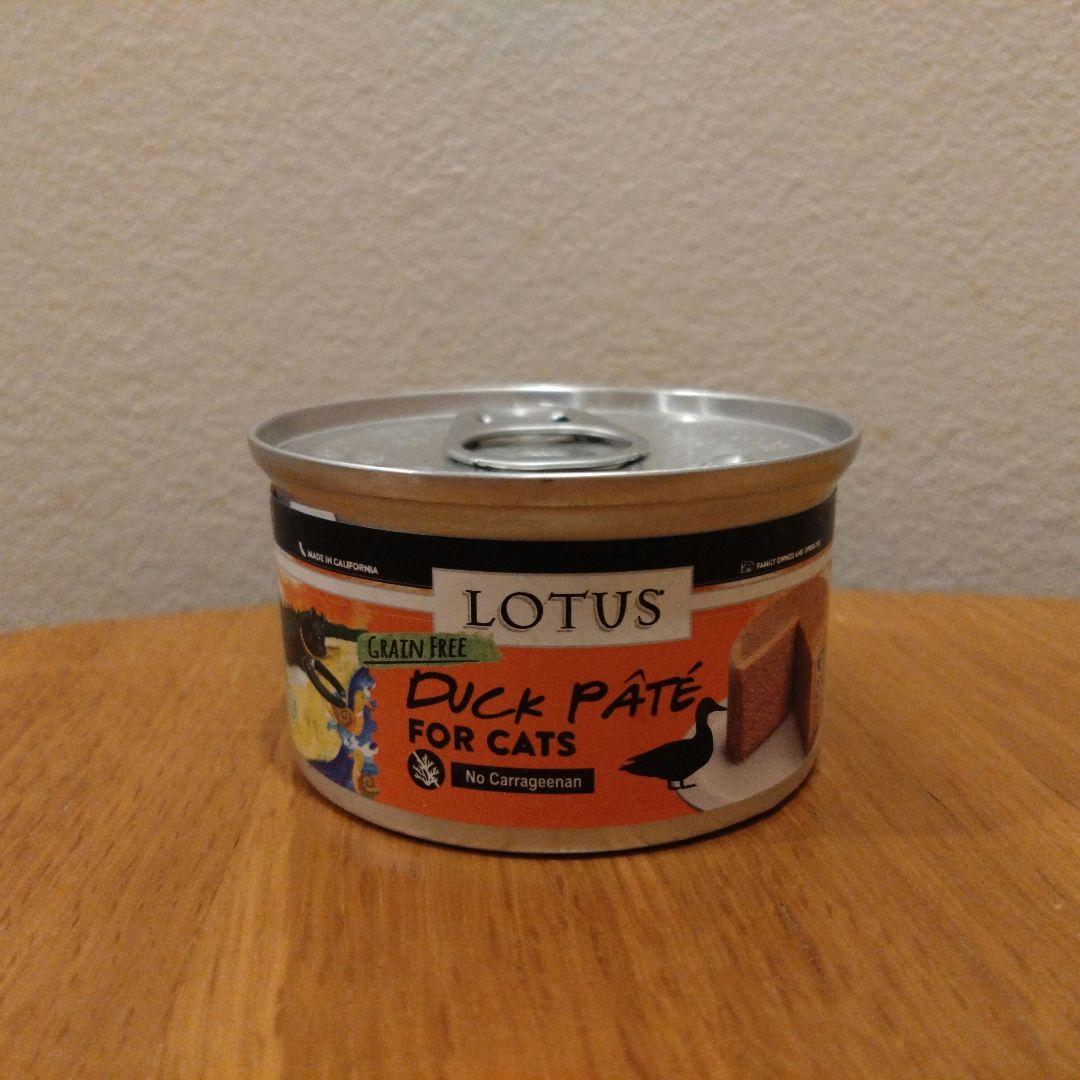 MADE IN CALIFORNIA
FAMILY OWNED AND OPERATED
LOTUS
GRAIN FREE
DUCK PÂTÉ
FOR CATS
No Carrageenan